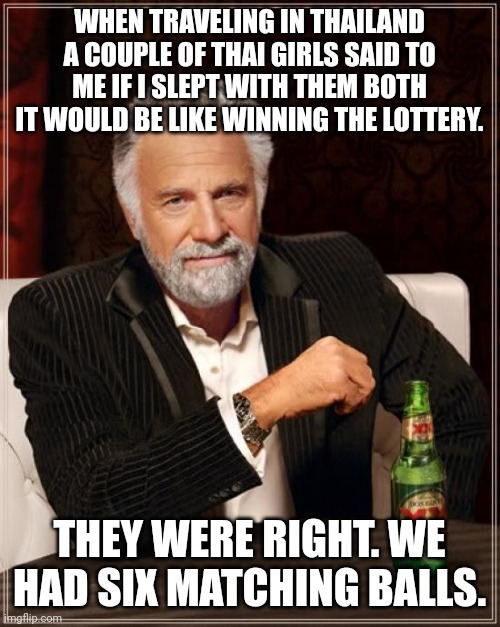 WHEN TRAVELING IN THAILAND
A COUPLE OF THAI GIRLS SAID TO
ME IF I SLEPT WITH THEM BOTH
IT WOULD BE LIKE WINNING THE LOTTERY.
XX
THEY WERE RIGHT. WE
HAD SIX MATCHING BALLS.
imgflip.com